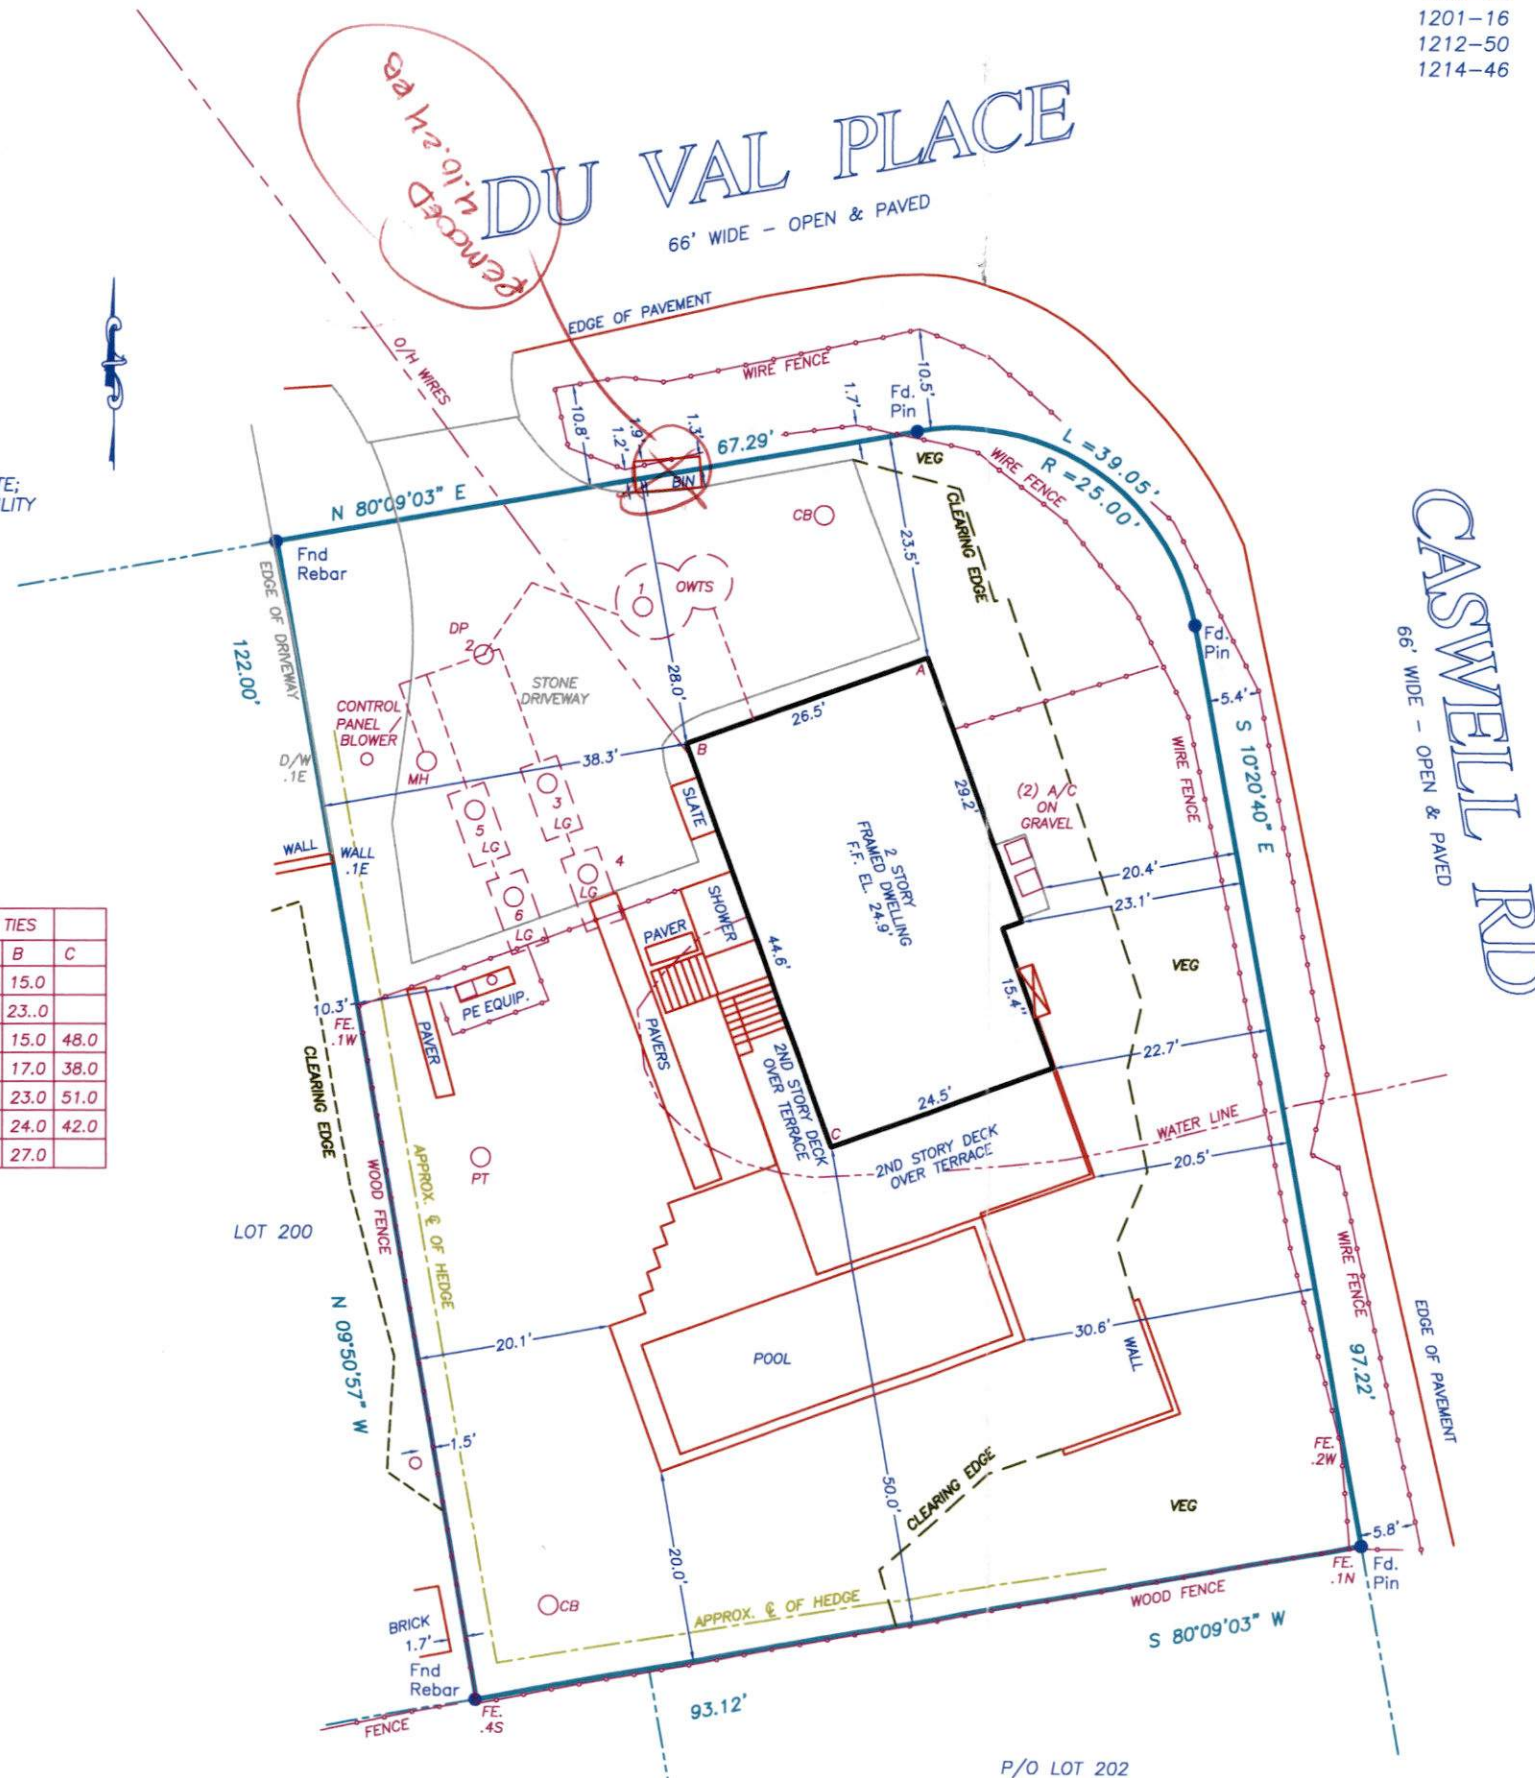 1201-16
1212-50
1214-46
REMOVED
4.10.24 RB
DU VAL PLACE
66' WIDE - OPEN & PAVED
EDGE OF PAVEMENT
O/H WIRES
WIRE FENCE
10.8'
1.2'
1.9'
1.3'
BIN
67.29'
1.7'
Fd.
Pin
10.5'
L =39.05'
R =25.00'
VEG
WIRE FENCE
CLEARING EDGE
TE;
LITY
N 80°09'03" E
Fnd
Rebar
EDGE OF DRIVEWAY
CB
23.5'
1
OWTS
DP
2
28.0'
STONE
DRIVEWAY
122.00'
CONTROL
PANEL
BLOWER
MH
D/W
.1E
38.3'
A
26.5'
B
SLATE
3
LG
5
LG
4
LG
6
LG
WALL
WALL
.1E
29.2'
(2) A/C
ON
GRAVEL
2 STORY
FRAMED DWELLING
F.F. EL. 24.9'
WIRE FENCE
5.4'
Fd.
Pin
S 10°20'40" E
CASWELL RD
66' WIDE - OPEN & PAVED
20.4'
23.1'
VEG
SHOWER
PAVER
44.6'
15.4"
TIES
B C
15.0
23..0
15.0 48.0
17.0 38.0
23.0 51.0
24.0 42.0
27.0
10.3'
FE.
.1W
PE EQUIP.
PAVER
PAVERS
2ND STORY DECK
OVER TERRACE
C
24.5'
22.7'
WATER LINE
2ND STORY DECK
OVER TERRACE
20.5'
CLEARING EDGE
WOOD FENCE
APPROX. ℄ OF HEDGE
PT
LOT 200
N 09°50'57" W
20.1'
POOL
30.6'
WALL
WIRE FENCE
EDGE OF PAVEMENT
97.22'
1.5'
50.0'
CLEARING EDGE
FE.
.2W
VEG
5.8'
20.0'
CB
APPROX. ℄ OF HEDGE
WOOD FENCE
FE.
.1N
Fd.
Pin
BRICK
1.7'
Fnd
Rebar
S 80°09'03" W
FENCE
FE.
.4S
93.12'
P/O LOT 202